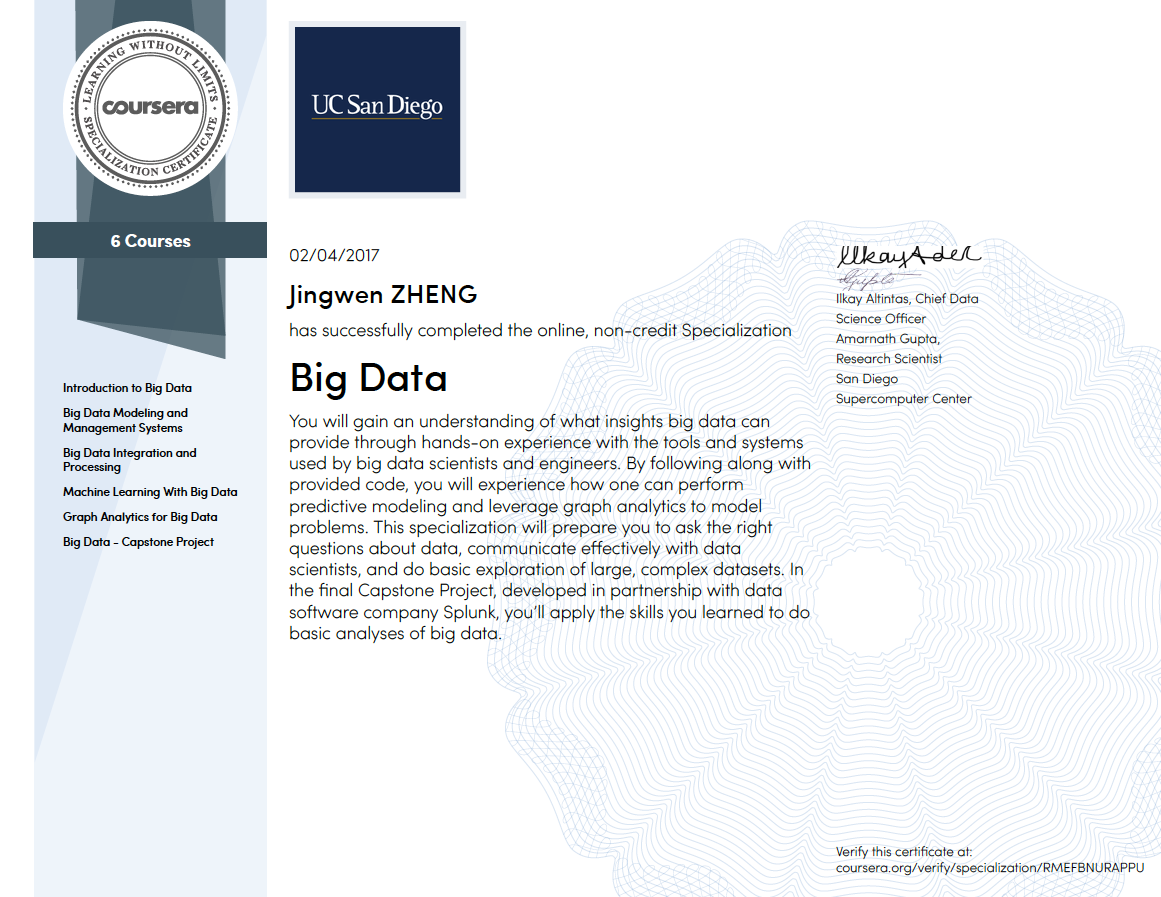 LEARNING WITHOUT LIMITS
coursera
SPECIALIZATION CERTIFICATE
UC San Diego
6 Courses
Introduction to Big Data
Big Data Modeling and
Management Systems
Big Data Integration and
Processing
Machine Learning With Big Data
Graph Analytics for Big Data
Big Data - Capstone Project
02/04/2017
Jingwen ZHENG
has successfully completed the online, non-credit Specialization
Big Data
You will gain an understanding of what insights big data can
provide through hands-on experience with the tools and systems
used by big data scientists and engineers. By following along with
provided code, you will experience how one can perform
predictive modeling and leverage graph analytics to model
problems. This specialization will prepare you to ask the right
questions about data, communicate effectively with data
scientists, and do basic exploration of large, complex datasets. In
the final Capstone Project, developed in partnership with data
software company Splunk, you'll apply the skills you learned to do
basic analyses of big data.
Ilkay Altintas, Chief Data
Science Officer
Amarnath Gupta,
Research Scientist
San Diego
Supercomputer Center
Verify this certificate at:
coursera.org/verify/specialization/RMEFBNURAPPU